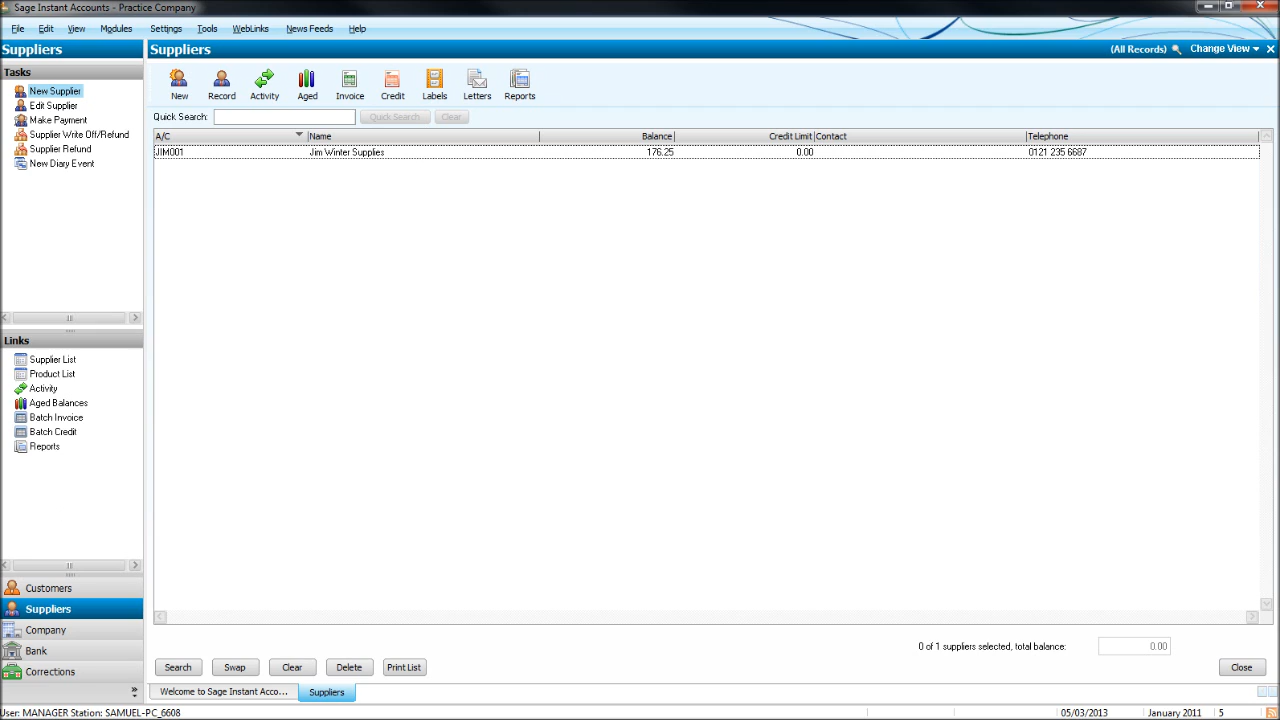 Sage Instant Accounts - Practice Company
File Edit View Modules Settings Tools WebLinks News Feeds Help
Suppliers
Tasks
New Supplier
Edit Supplier
Make Payment
Supplier Write Off/Refund
Supplier Refund
New Diary Event
Links
Supplier List
Product List
Activity
Aged Balances
Batch Invoice
Batch Credit
Reports
Customers
Suppliers
Company
Bank
Corrections
Suppliers (All Records) Change View
New Record Activity Aged Invoice Credit Labels Letters Reports
Quick Search: Quick Search Clear
A/C Name Balance Credit Limit Contact Telephone
JIM001 Jim Winter Supplies 176.25 0.00 0121 235 6687
0 of 1 suppliers selected, total balance: 0.00
Search Swap Clear Delete Print List Close
Welcome to Sage Instant Acco... Suppliers
User: MANAGER Station: SAMUEL-PC_6608 05/03/2013 January 2011 5